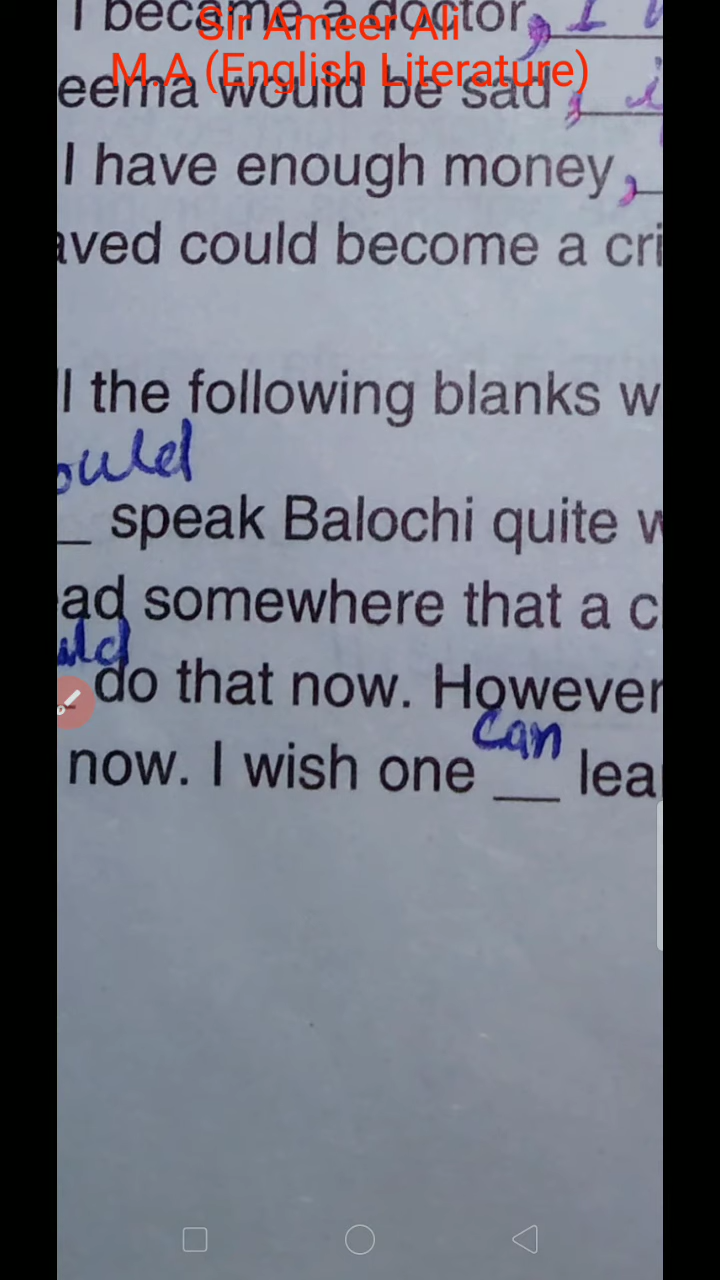 I became a doctor, I
Sir Ameer Ali
M.A (English Literature)
eema would be sad,
I have enough money,
aved could become a cri
l the following blanks w
ould
__ speak Balochi quite w
ad somewhere that a c
uld
_ do that now. However
can
now. I wish one __ lea